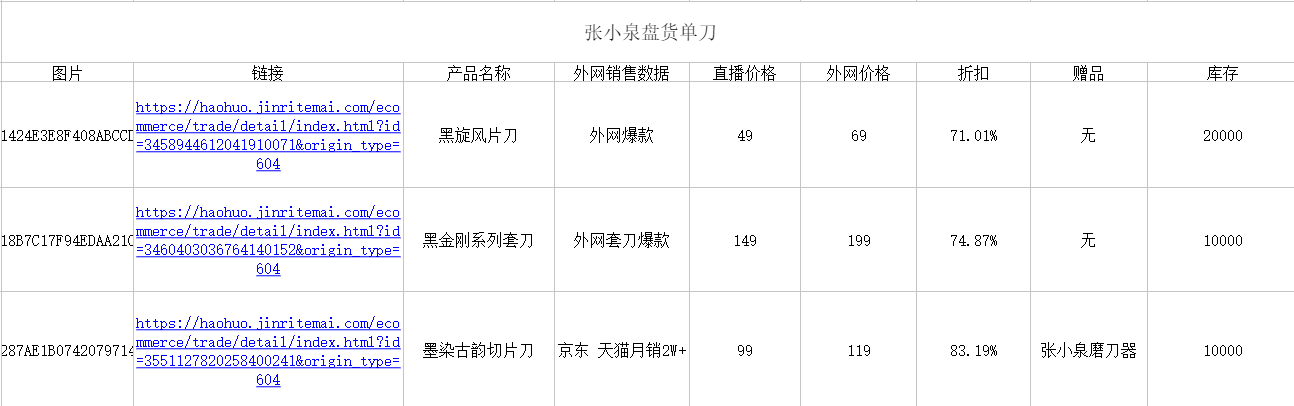 张小泉盘货单刀
图片 链接 产品名称 外网销售数据 直播价格 外网价格 折扣 赠品 库存
https://haohuo.jinritemai.com/eco
mmerce/trade/detail/index.html?id
1424E3E8F408ABCCD 黑旋风片刀 外网爆款 49 69 71.01% 无 20000
=3458944612041910071&origin_type=
604
https://haohuo.jinritemai.com/eco
mmerce/trade/detail/index.html?id
18B7C17F94EDAA21C 黑金刚系列套刀 外网套刀爆款 149 199 74.87% 无 10000
=3460403036764140152&origin_type=
604
https://haohuo.jinritemai.com/eco
mmerce/trade/detail/index.html?id
287AE1B0742079714 墨染古韵切片刀 京东 天猫月销2W+ 99 119 83.19% 张小泉磨刀器 10000
=3551127820258400241&origin_type=
604